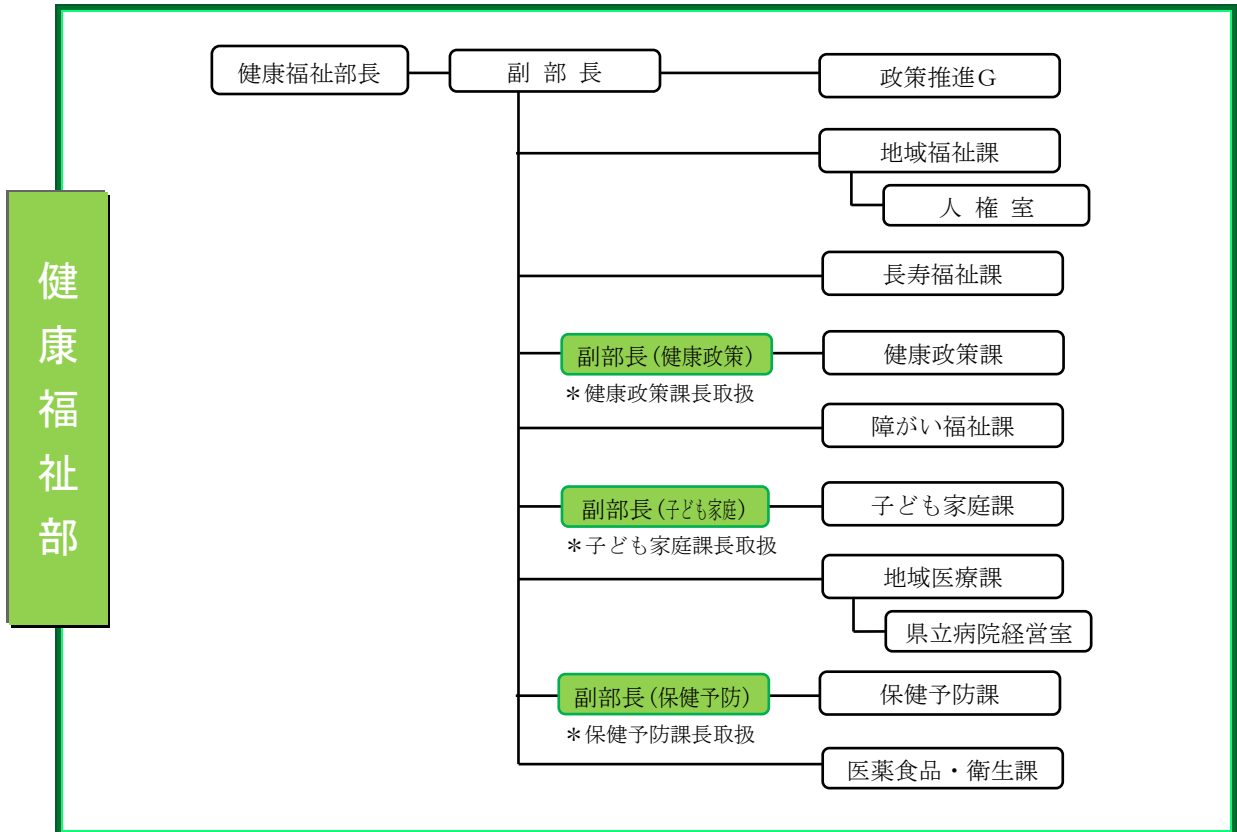 健康福祉部
健康福祉部長
副 部 長
政策推進G
地域福祉課
人 権 室
長寿福祉課
副部長(健康政策)
健康政策課
*健康政策課長取扱
障がい福祉課
副部長(子ども家庭)
子ども家庭課
*子ども家庭課長取扱
地域医療課
県立病院経営室
副部長(保健予防)
保健予防課
*保健予防課長取扱
医薬食品・衛生課